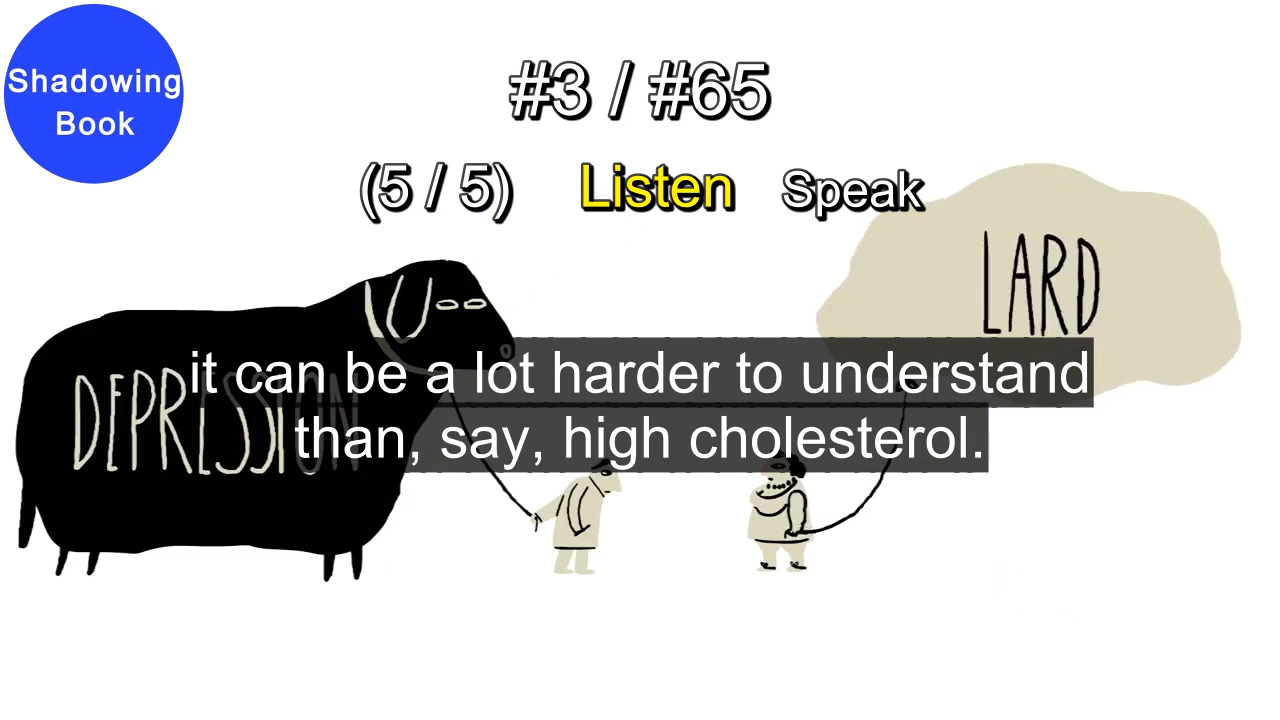 Shadowing
Book
#3 / #65
(5 / 5) Listen Speak
LARD
DEPRESSION
it can be a lot harder to understand
than, say, high cholesterol.